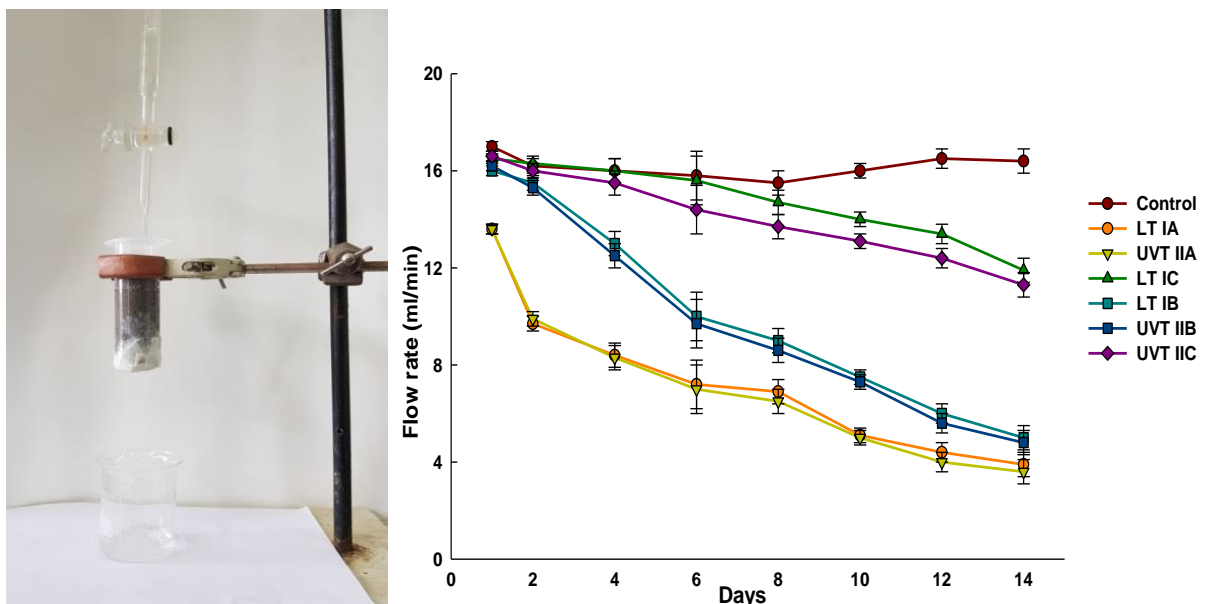 20
16
12
8
4
0
Flow rate (ml/min)
0 2 4 6 8 10 12 14
Days
Control
LT IA
UVT IIA
LT IC
LT IB
UVT IIB
UVT IIC